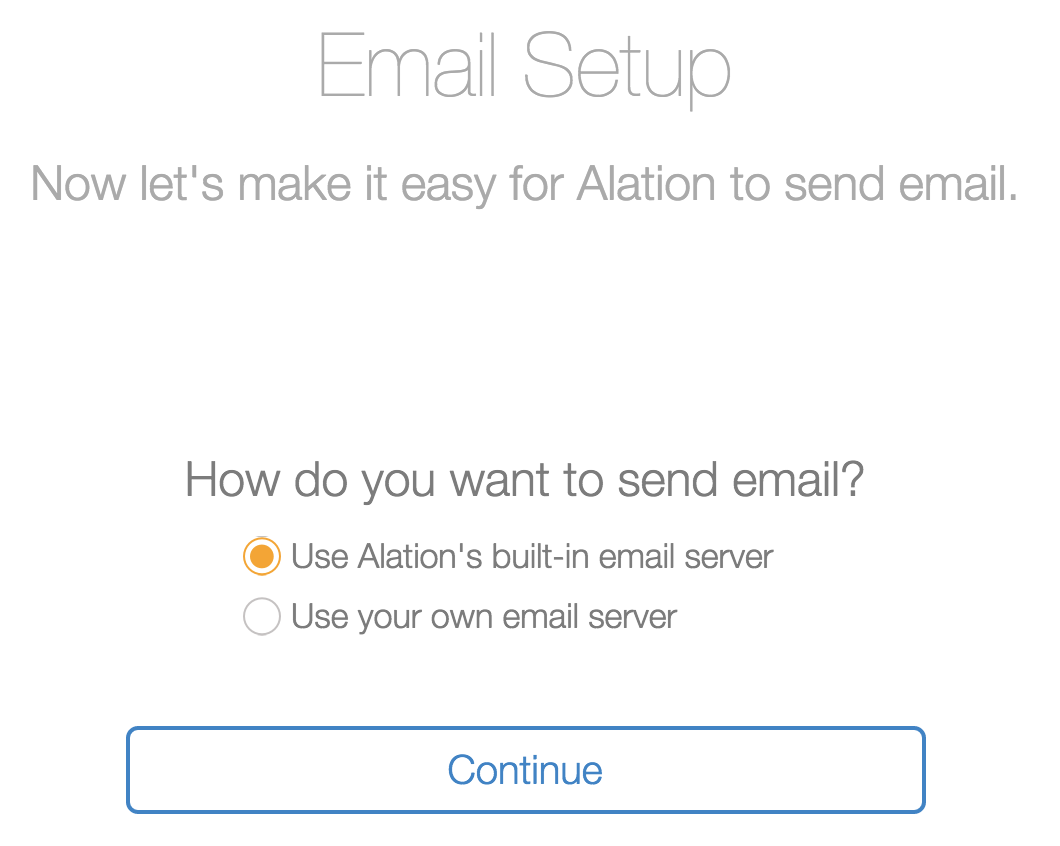 Email Setup
Now let's make it easy for Alation to send email.
How do you want to send email?
Use Alation's built-in email server
Use your own email server
Continue